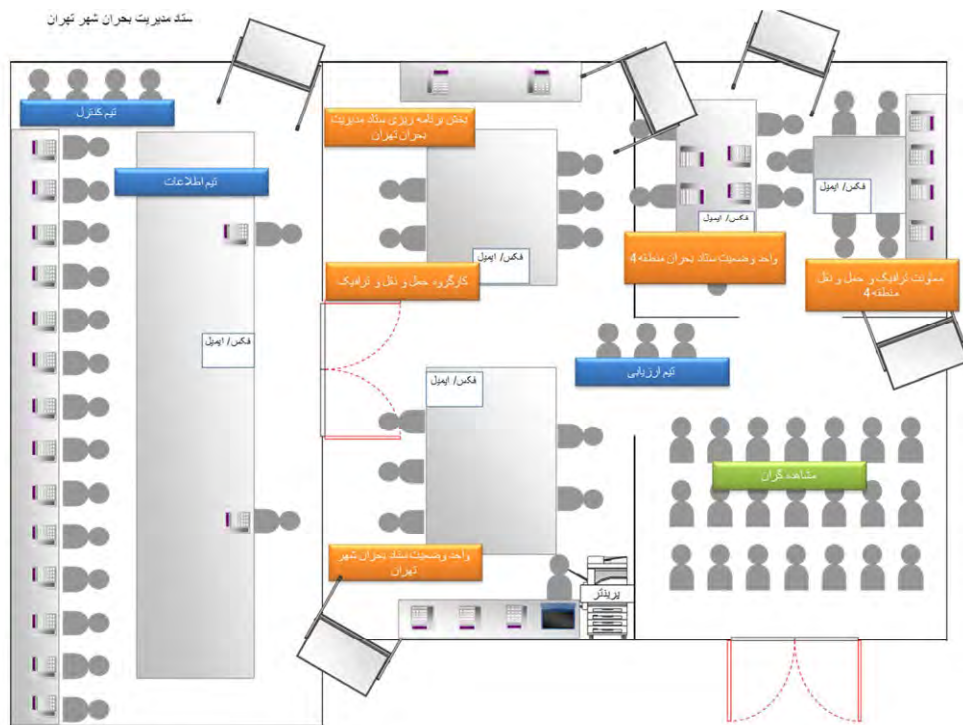 ستاد مدیریت بحران شهر تهران
تیم کنترل
تیم اطلاعات
فکس/ ایمیل
بخش برنامه ریزی ستاد مدیریت
بحران تهران
فکس/ ایمیل
کارگروه حمل و نقل و ترافیک
فکس/ ایمیل
واحد وضعیت ستاد بحران منطقه 4
فکس/ ایمیل
معاونت ترافیک و حمل و نقل
منطقه 4
تیم ارزیابی
فکس/ ایمیل
مشاهده گران
واحد وضعیت ستاد بحران شهر
تهران
پرینتر